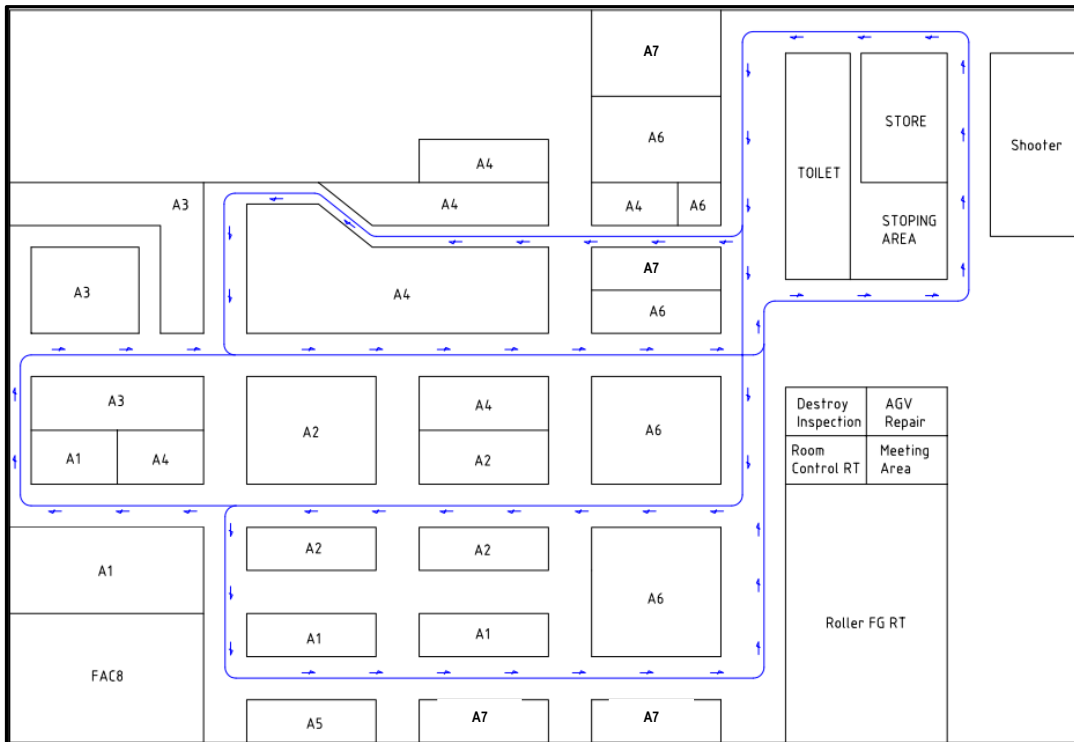 A7
STORE
A6
Shooter
A4
TOILET
A3
A4
A4
A6
STOPING
AREA
A7
A3
A4
A6
Destroy
Inspection
AGV
Repair
A3
A4
A2
A6
Room
Control RT
Meeting
Area
A1
A4
A2
A2
A2
A1
A6
Roller FG RT
A1
A1
FAC8
A5
A7
A7